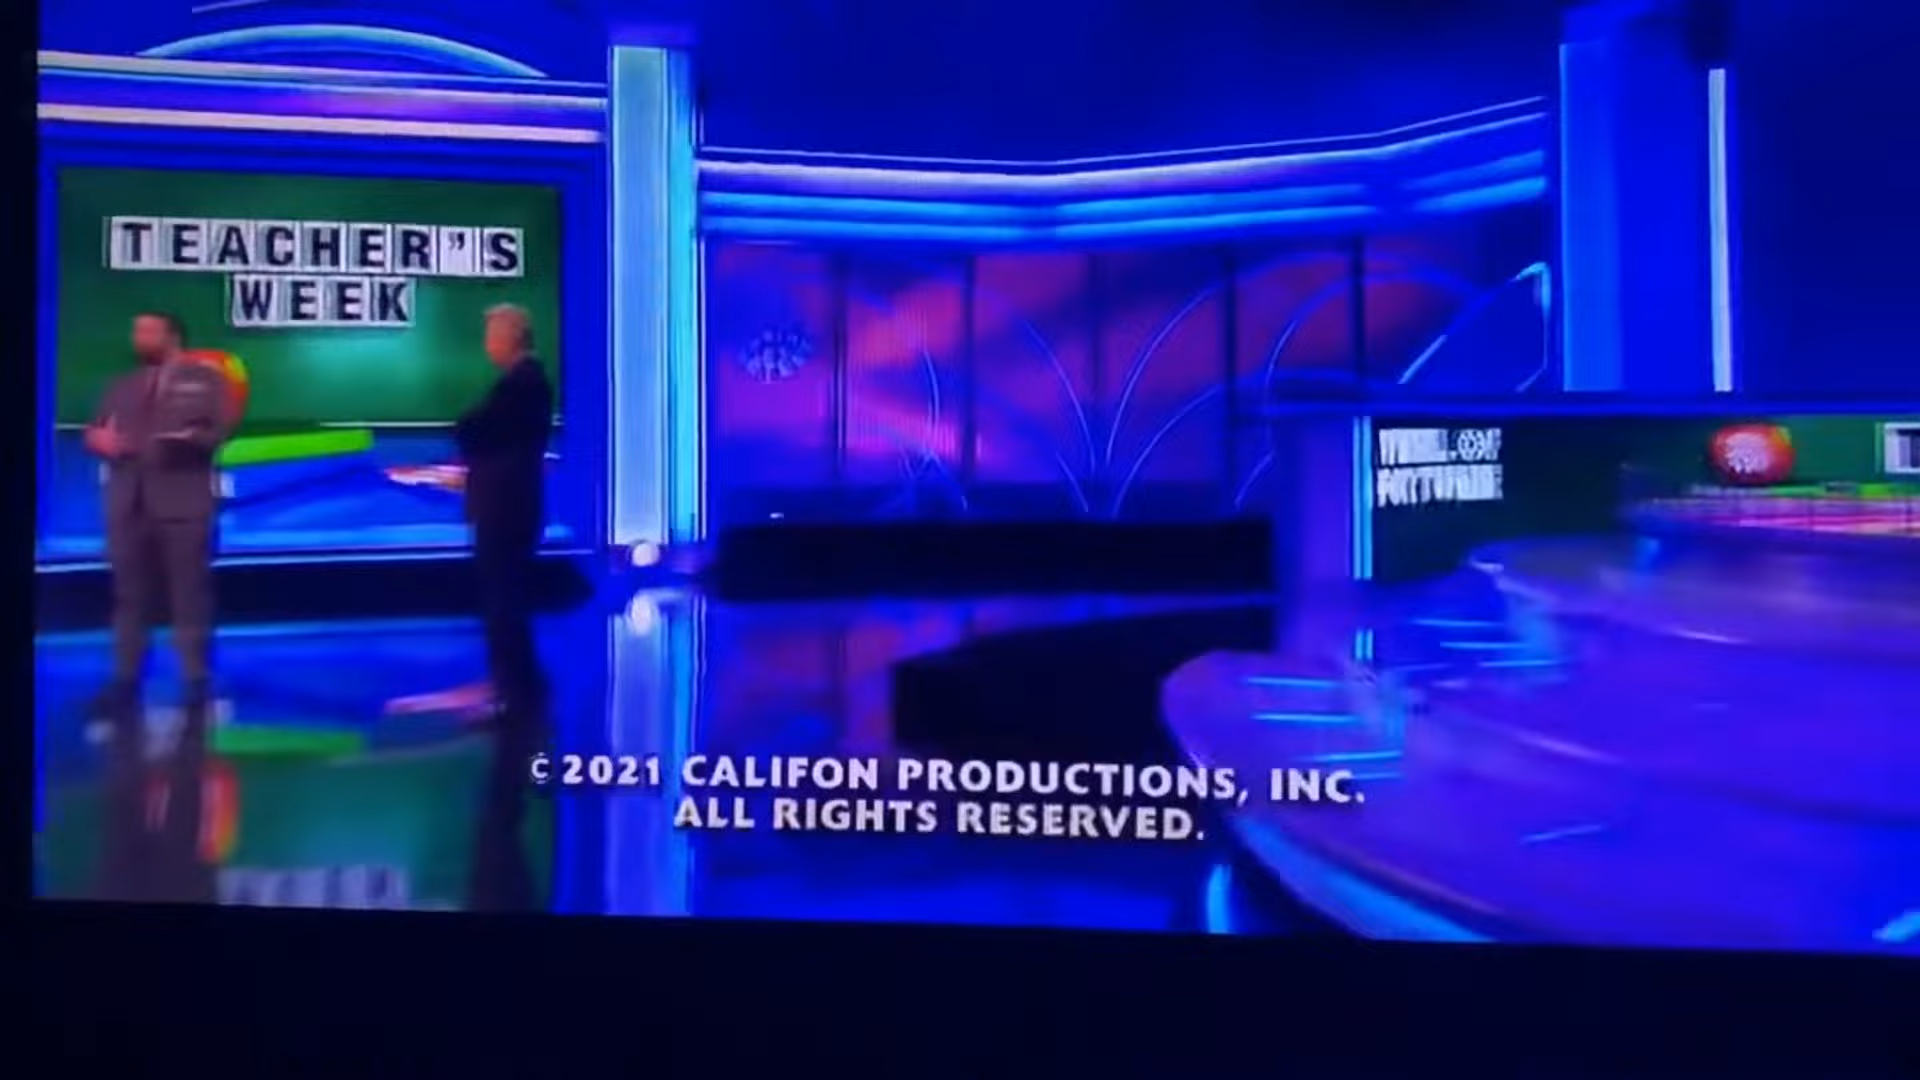 TEACHER"S
WEEK
© 2021 CALIFON PRODUCTIONS, INC.
ALL RIGHTS RESERVED.